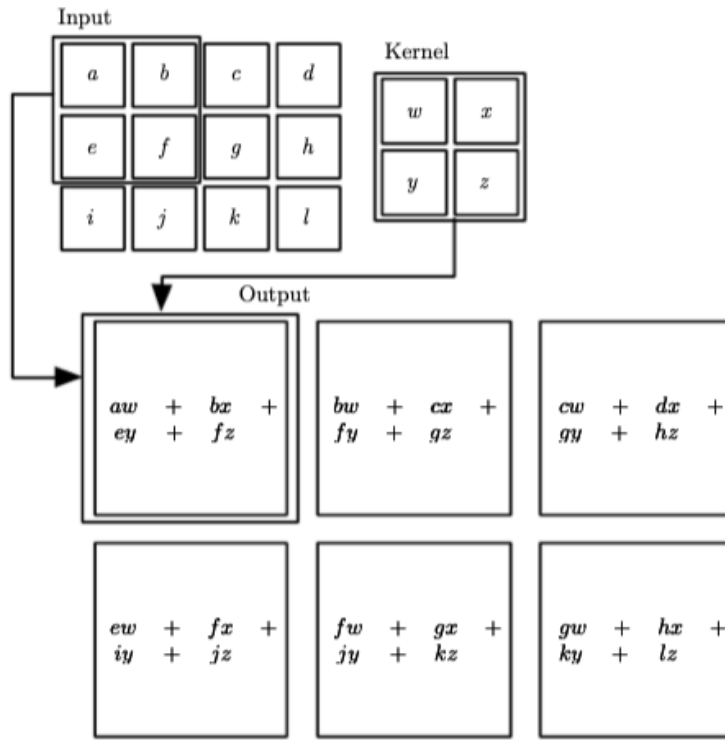 Input
Kernel
a b c d
w x
e f g h
y z
i j k l
Output
aw + bx +
ey + fz
bw + cx +
fy + gz
cw + dx +
gy + hz
ew + fx +
iy + jz
fw + gx +
jy + kz
gw + hx +
ky + lz